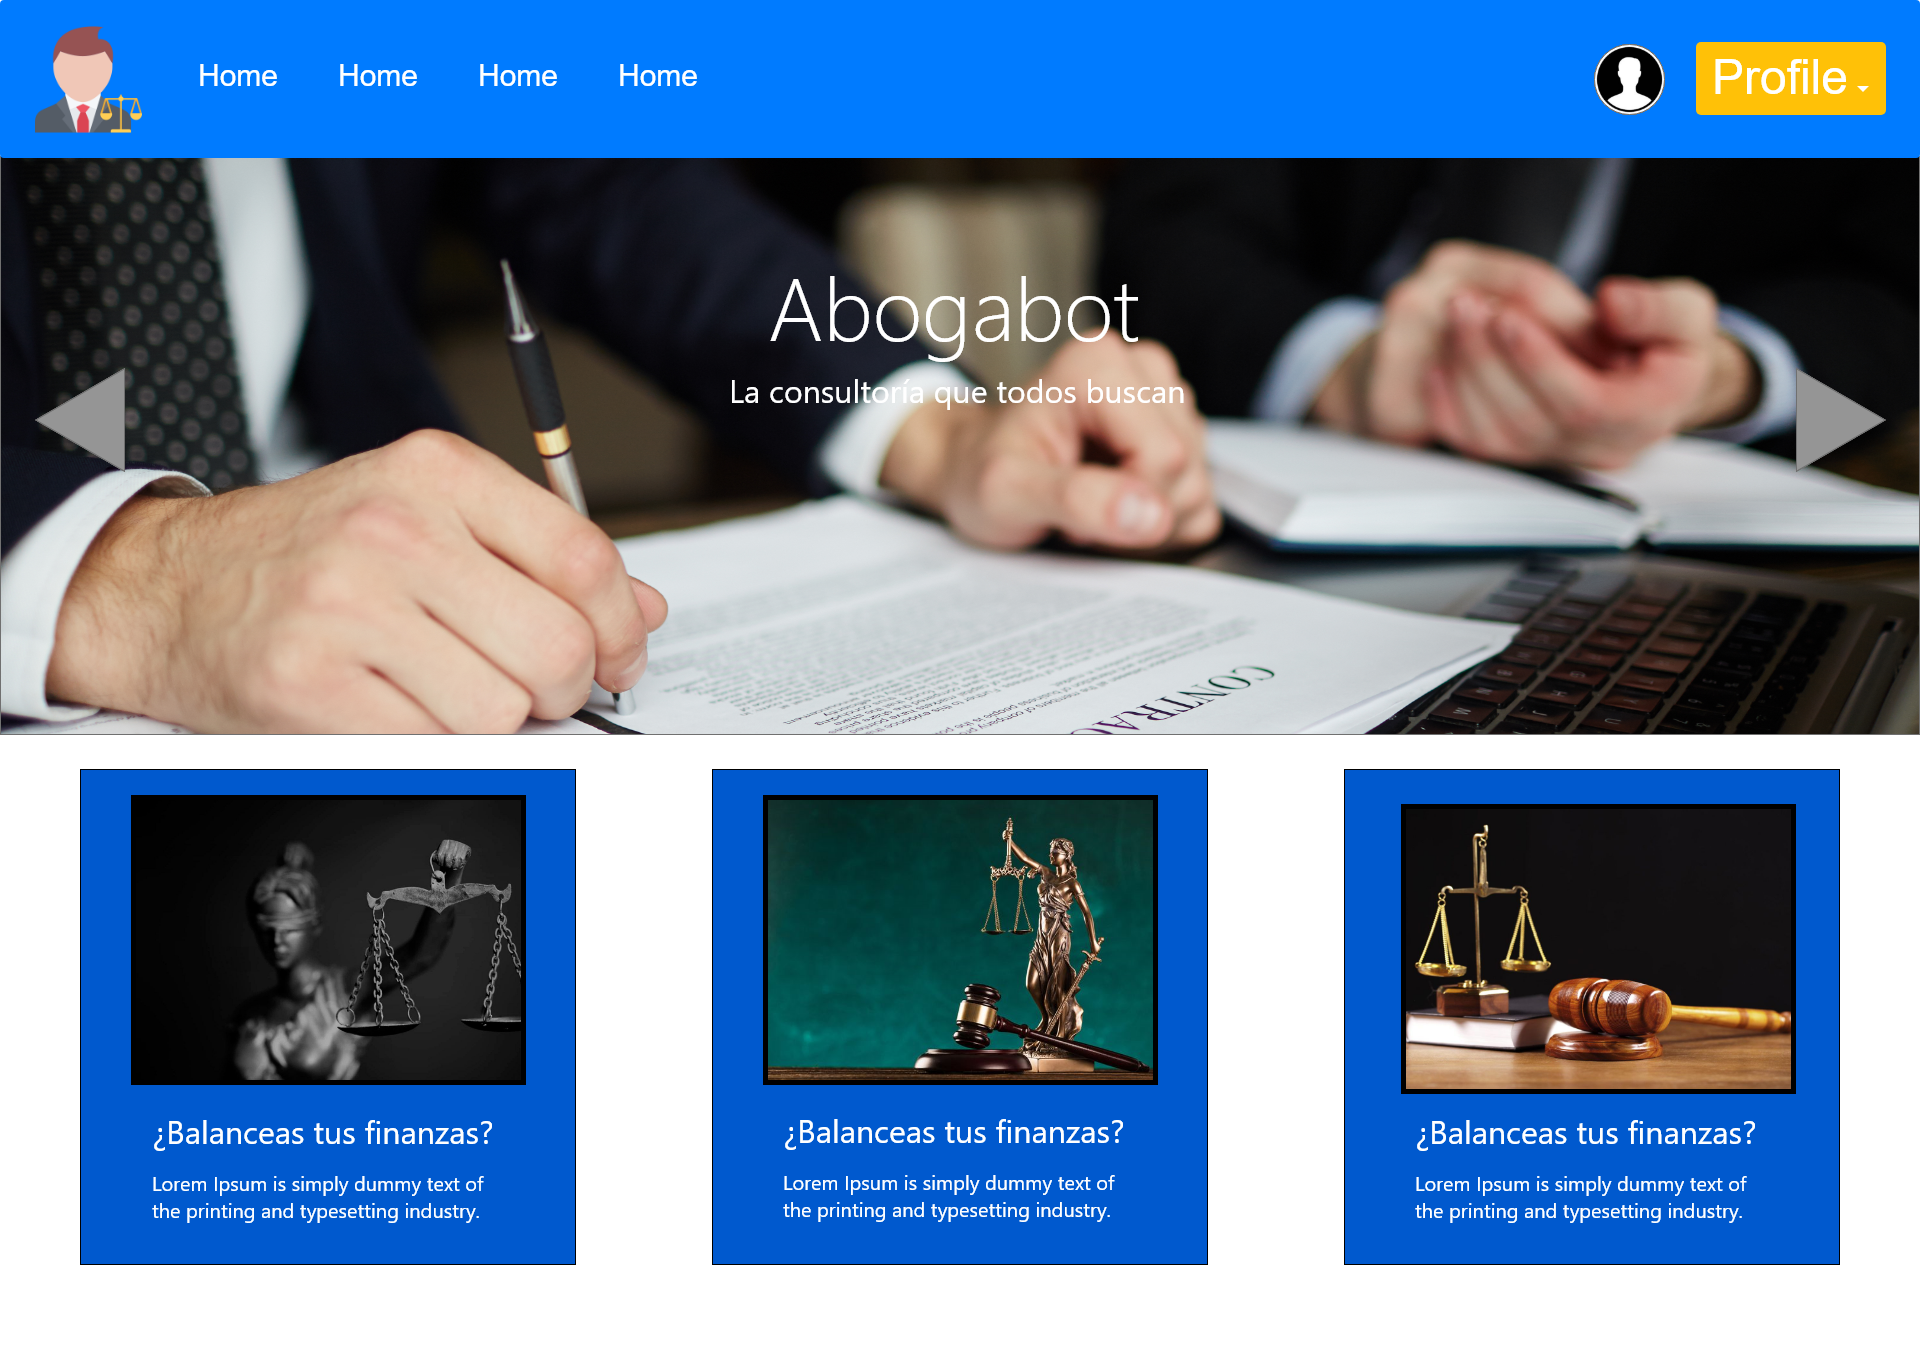 Home Home Home Home Profile
Abogabot
La consultoría que todos buscan
CONTRAC
¿Balanceas tus finanzas?
Lorem Ipsum is simply dummy text of
the printing and typesetting industry.
¿Balanceas tus finanzas?
Lorem Ipsum is simply dummy text of
the printing and typesetting industry.
¿Balanceas tus finanzas?
Lorem Ipsum is simply dummy text of
the printing and typesetting industry.